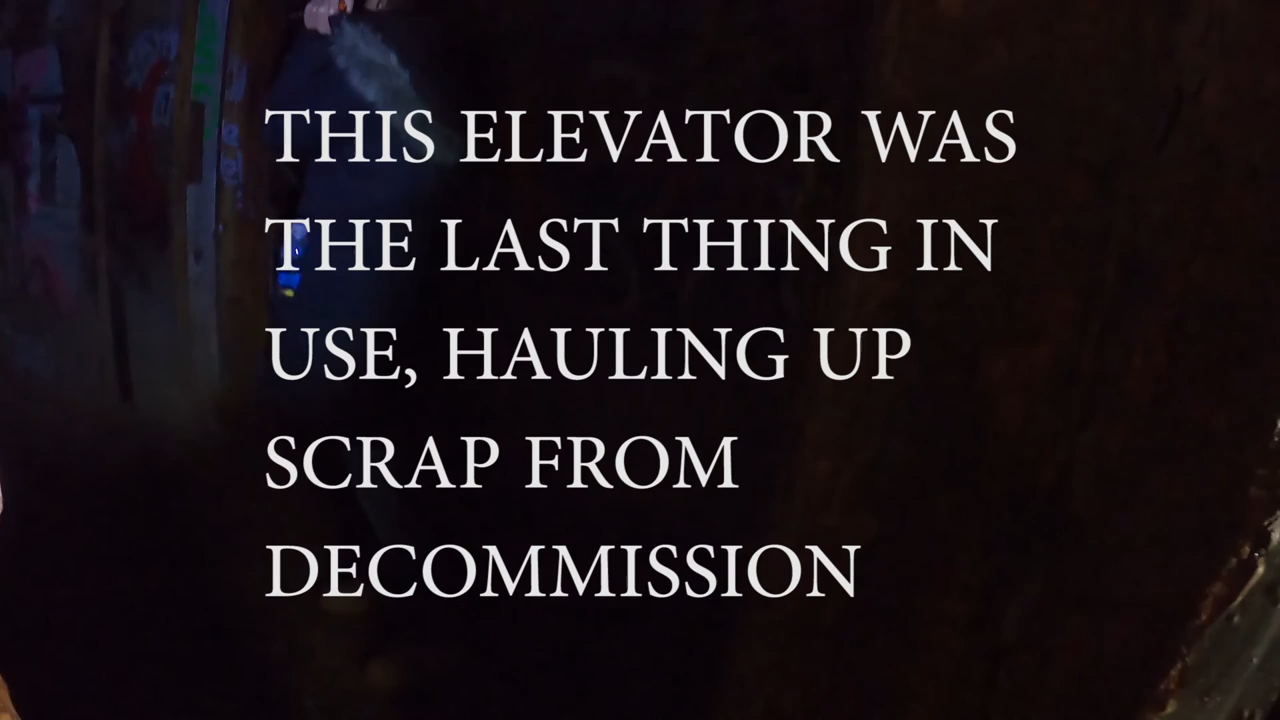 THIS ELEVATOR WAS
THE LAST THING IN
USE, HAULING UP
SCRAP FROM
DECOMMISSION